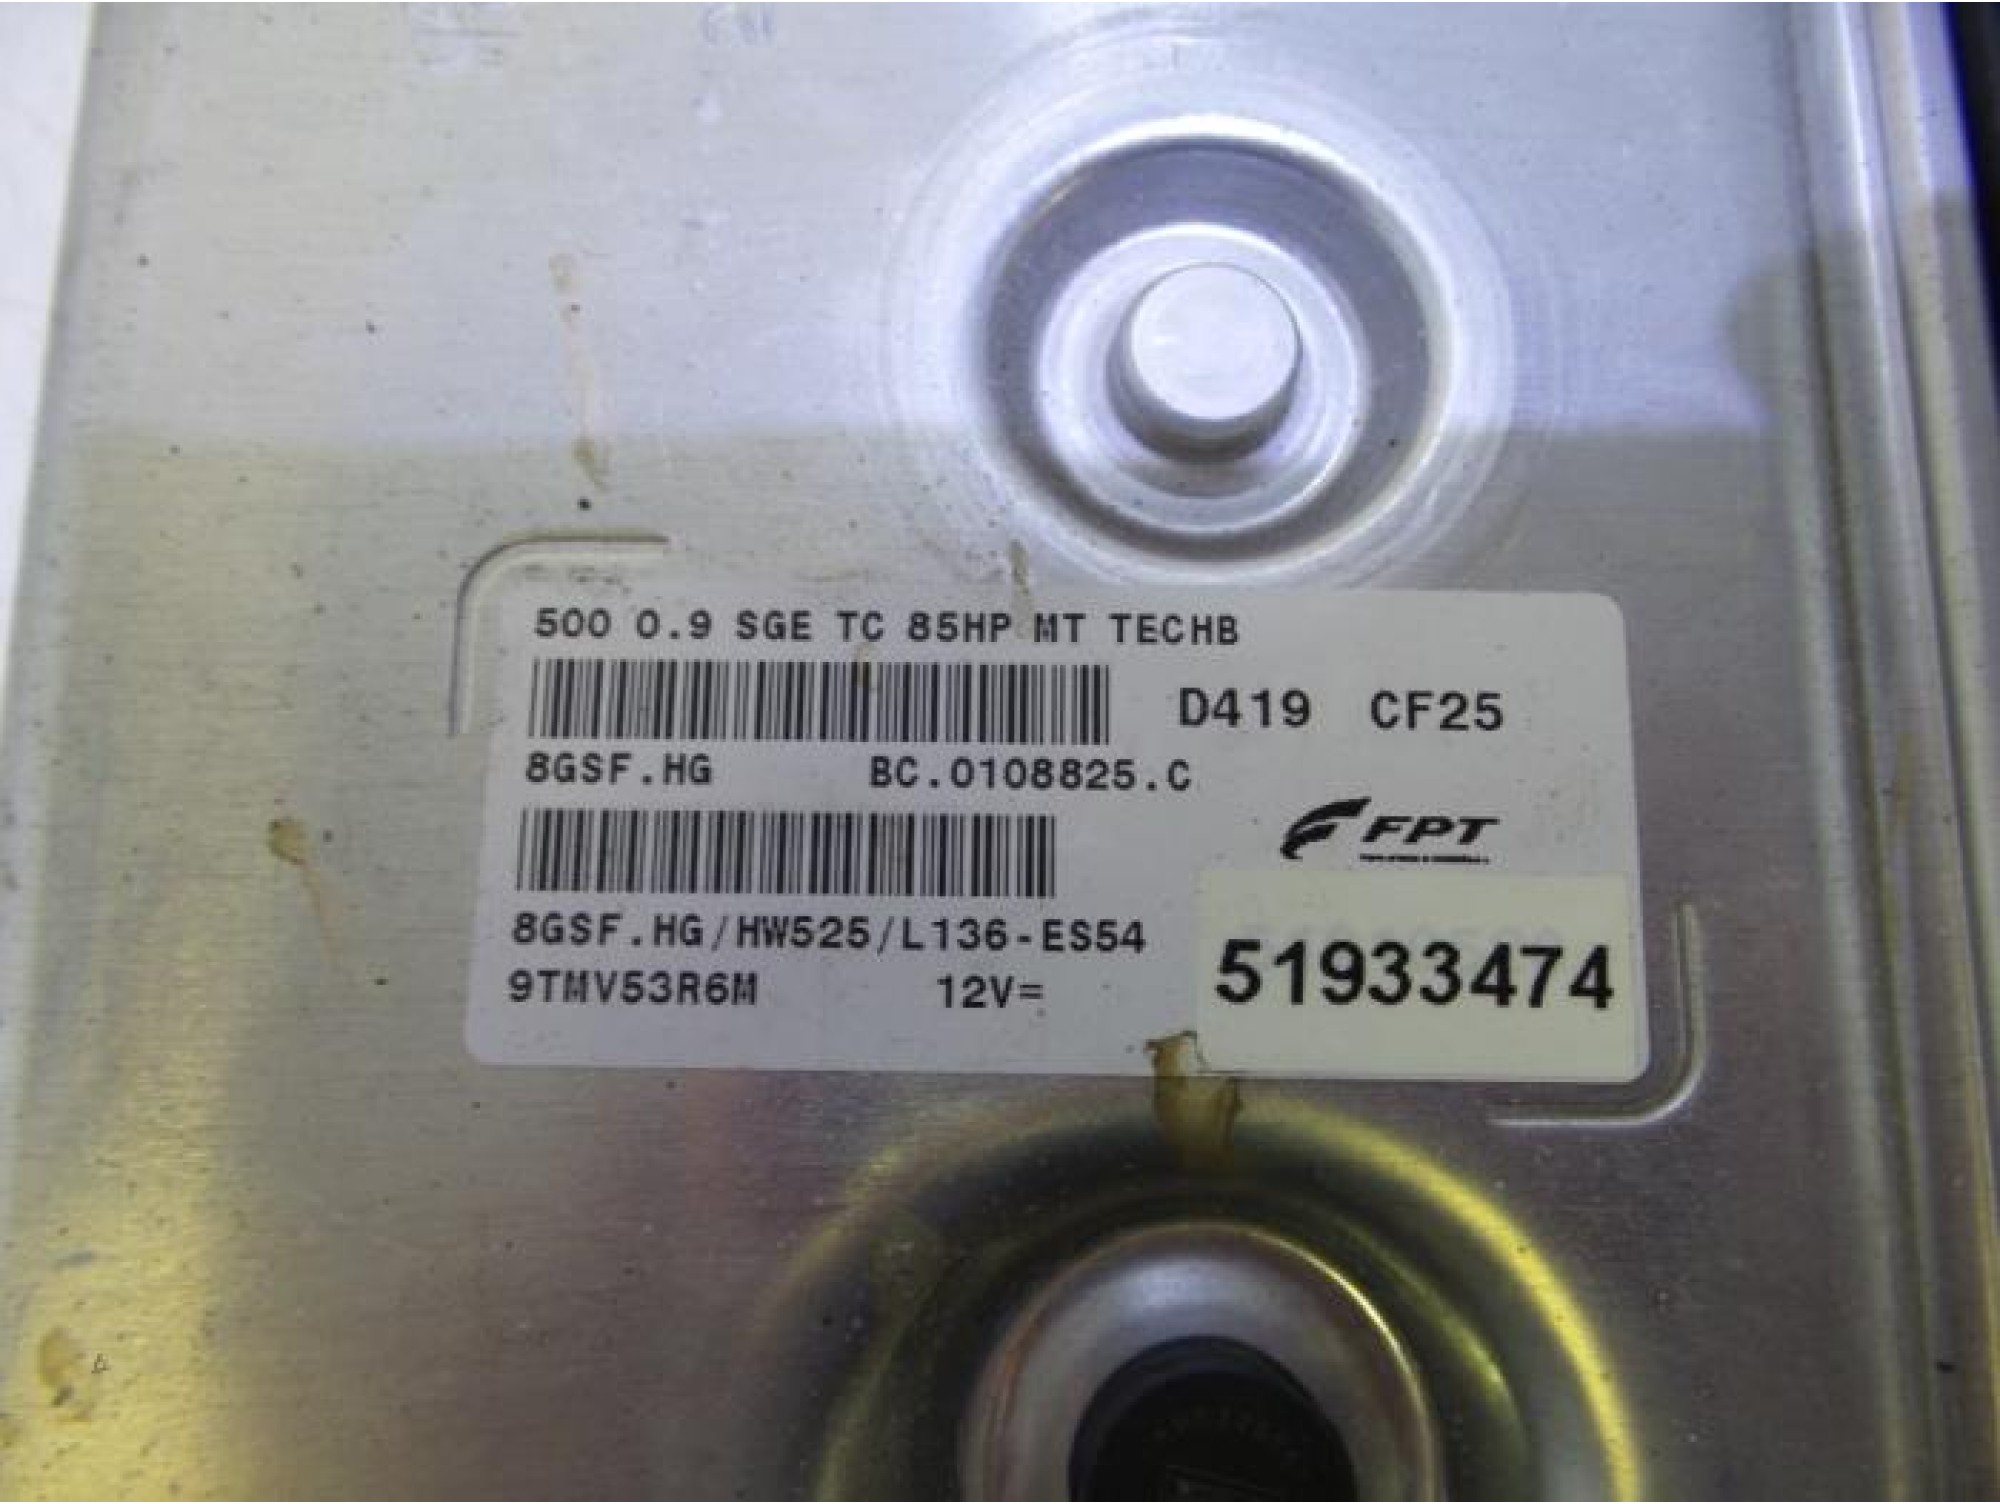 500 0.9 SGE TC 85HP MT TECHB
D419 CF25
8GSF.HG BC.0108825.C
FPT
8GSF.HG/HW525/L136-ES54
9TMV53R6M 12V=
51933474